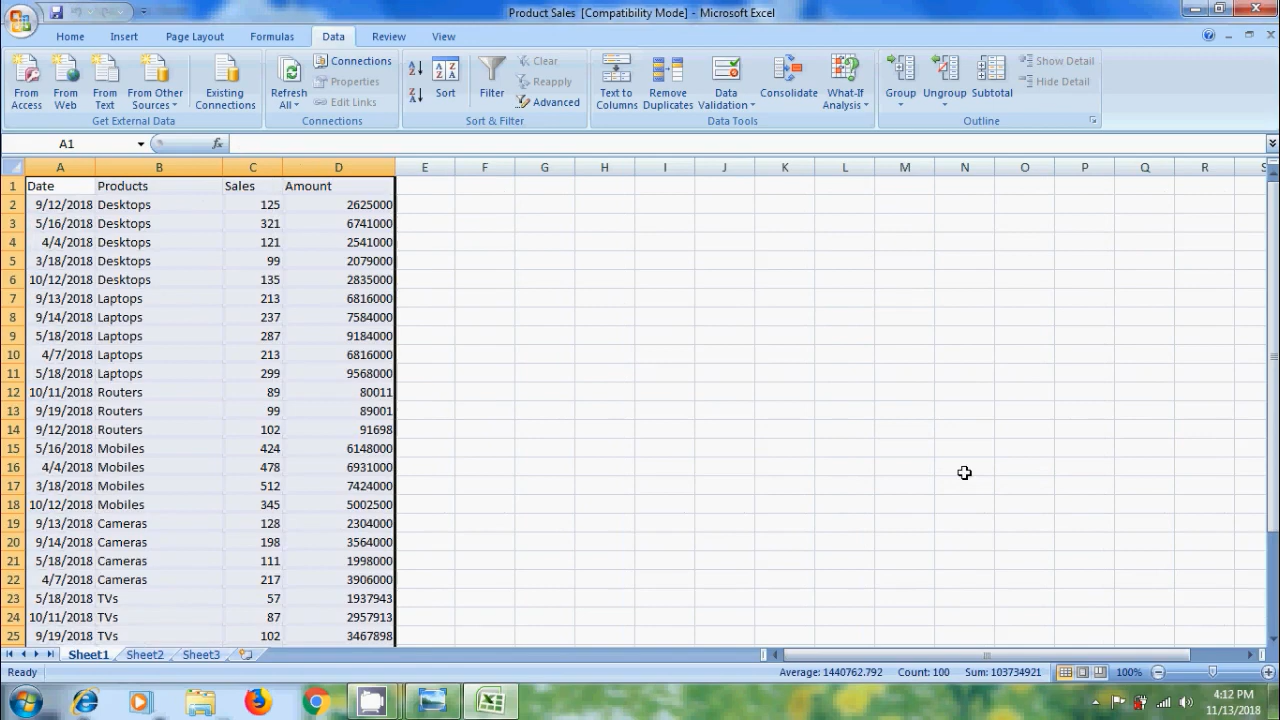 Product Sales [Compatibility Mode] - Microsoft Excel
Home Insert Page Layout Formulas Data Review View
From Access From Web From Text From Other Sources Existing Connections
Get External Data
Refresh All Connections Properties Edit Links
Connections
Sort Filter Clear Reapply Advanced
Sort & Filter
Text to Columns Remove Duplicates Data Validation Consolidate What-If Analysis
Data Tools
Group Ungroup Subtotal Show Detail Hide Detail
Outline
A1 fx
A B C D E F G H I J K L M N O P Q R S
1 Date Products Sales Amount
2 9/12/2018 Desktops 125 2625000
3 5/16/2018 Desktops 321 6741000
4 4/4/2018 Desktops 121 2541000
5 3/18/2018 Desktops 99 2079000
6 10/12/2018 Desktops 135 2835000
7 9/13/2018 Laptops 213 6816000
8 9/14/2018 Laptops 237 7584000
9 5/18/2018 Laptops 287 9184000
10 4/7/2018 Laptops 213 6816000
11 5/18/2018 Laptops 299 9568000
12 10/11/2018 Routers 89 80011
13 9/19/2018 Routers 99 89001
14 9/12/2018 Routers 102 91698
15 5/16/2018 Mobiles 424 6148000
16 4/4/2018 Mobiles 478 6931000
17 3/18/2018 Mobiles 512 7424000
18 10/12/2018 Mobiles 345 5002500
19 9/13/2018 Cameras 128 2304000
20 9/14/2018 Cameras 198 3564000
21 5/18/2018 Cameras 111 1998000
22 4/7/2018 Cameras 217 3906000
23 5/18/2018 TVs 57 1937943
24 10/11/2018 TVs 87 2957913
25 9/19/2018 TVs 102 3467898
Sheet1 Sheet2 Sheet3
Ready Average: 1440762.792 Count: 100 Sum: 103734921 100%
4:12 PM
11/13/2018